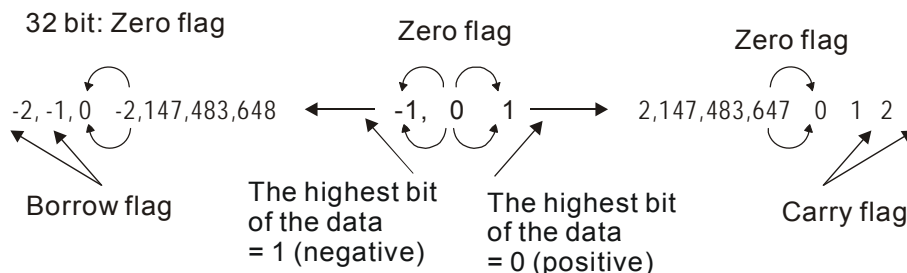 32 bit: Zero flag
Zero flag
Zero flag
-2, -1, 0 -2,147,483,648
-1, 0 1
2,147,483,647 0 1 2
Borrow flag
The highest bit
of the data
= 1 (negative)
The highest bit
of the data
= 0 (positive)
Carry flag